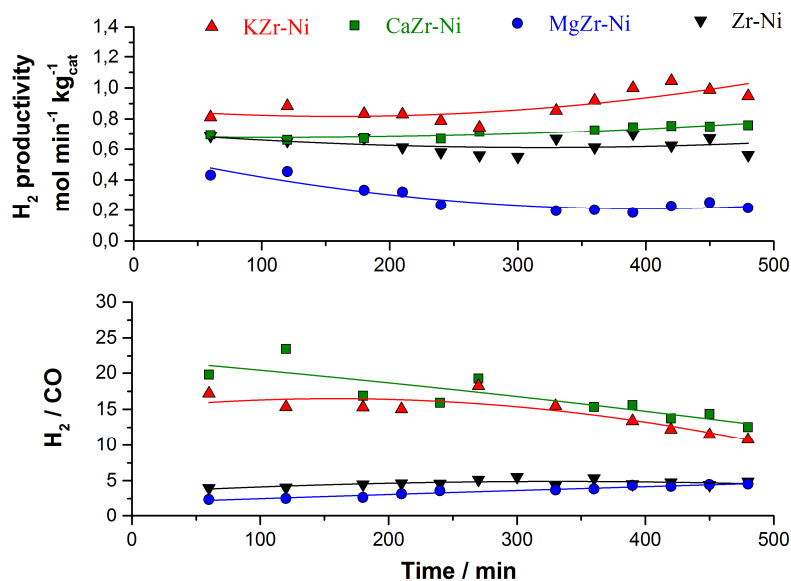 KZr-Ni CaZr-Ni MgZr-Ni Zr-Ni
H₂ productivity
mol min⁻¹ kg⁻¹cat
1,4
1,2
1,0
0,8
0,6
0,4
0,2
0,0
0 100 200 300 400 500
H₂ / CO
30
25
20
15
10
5
0
0 100 200 300 400 500
Time / min